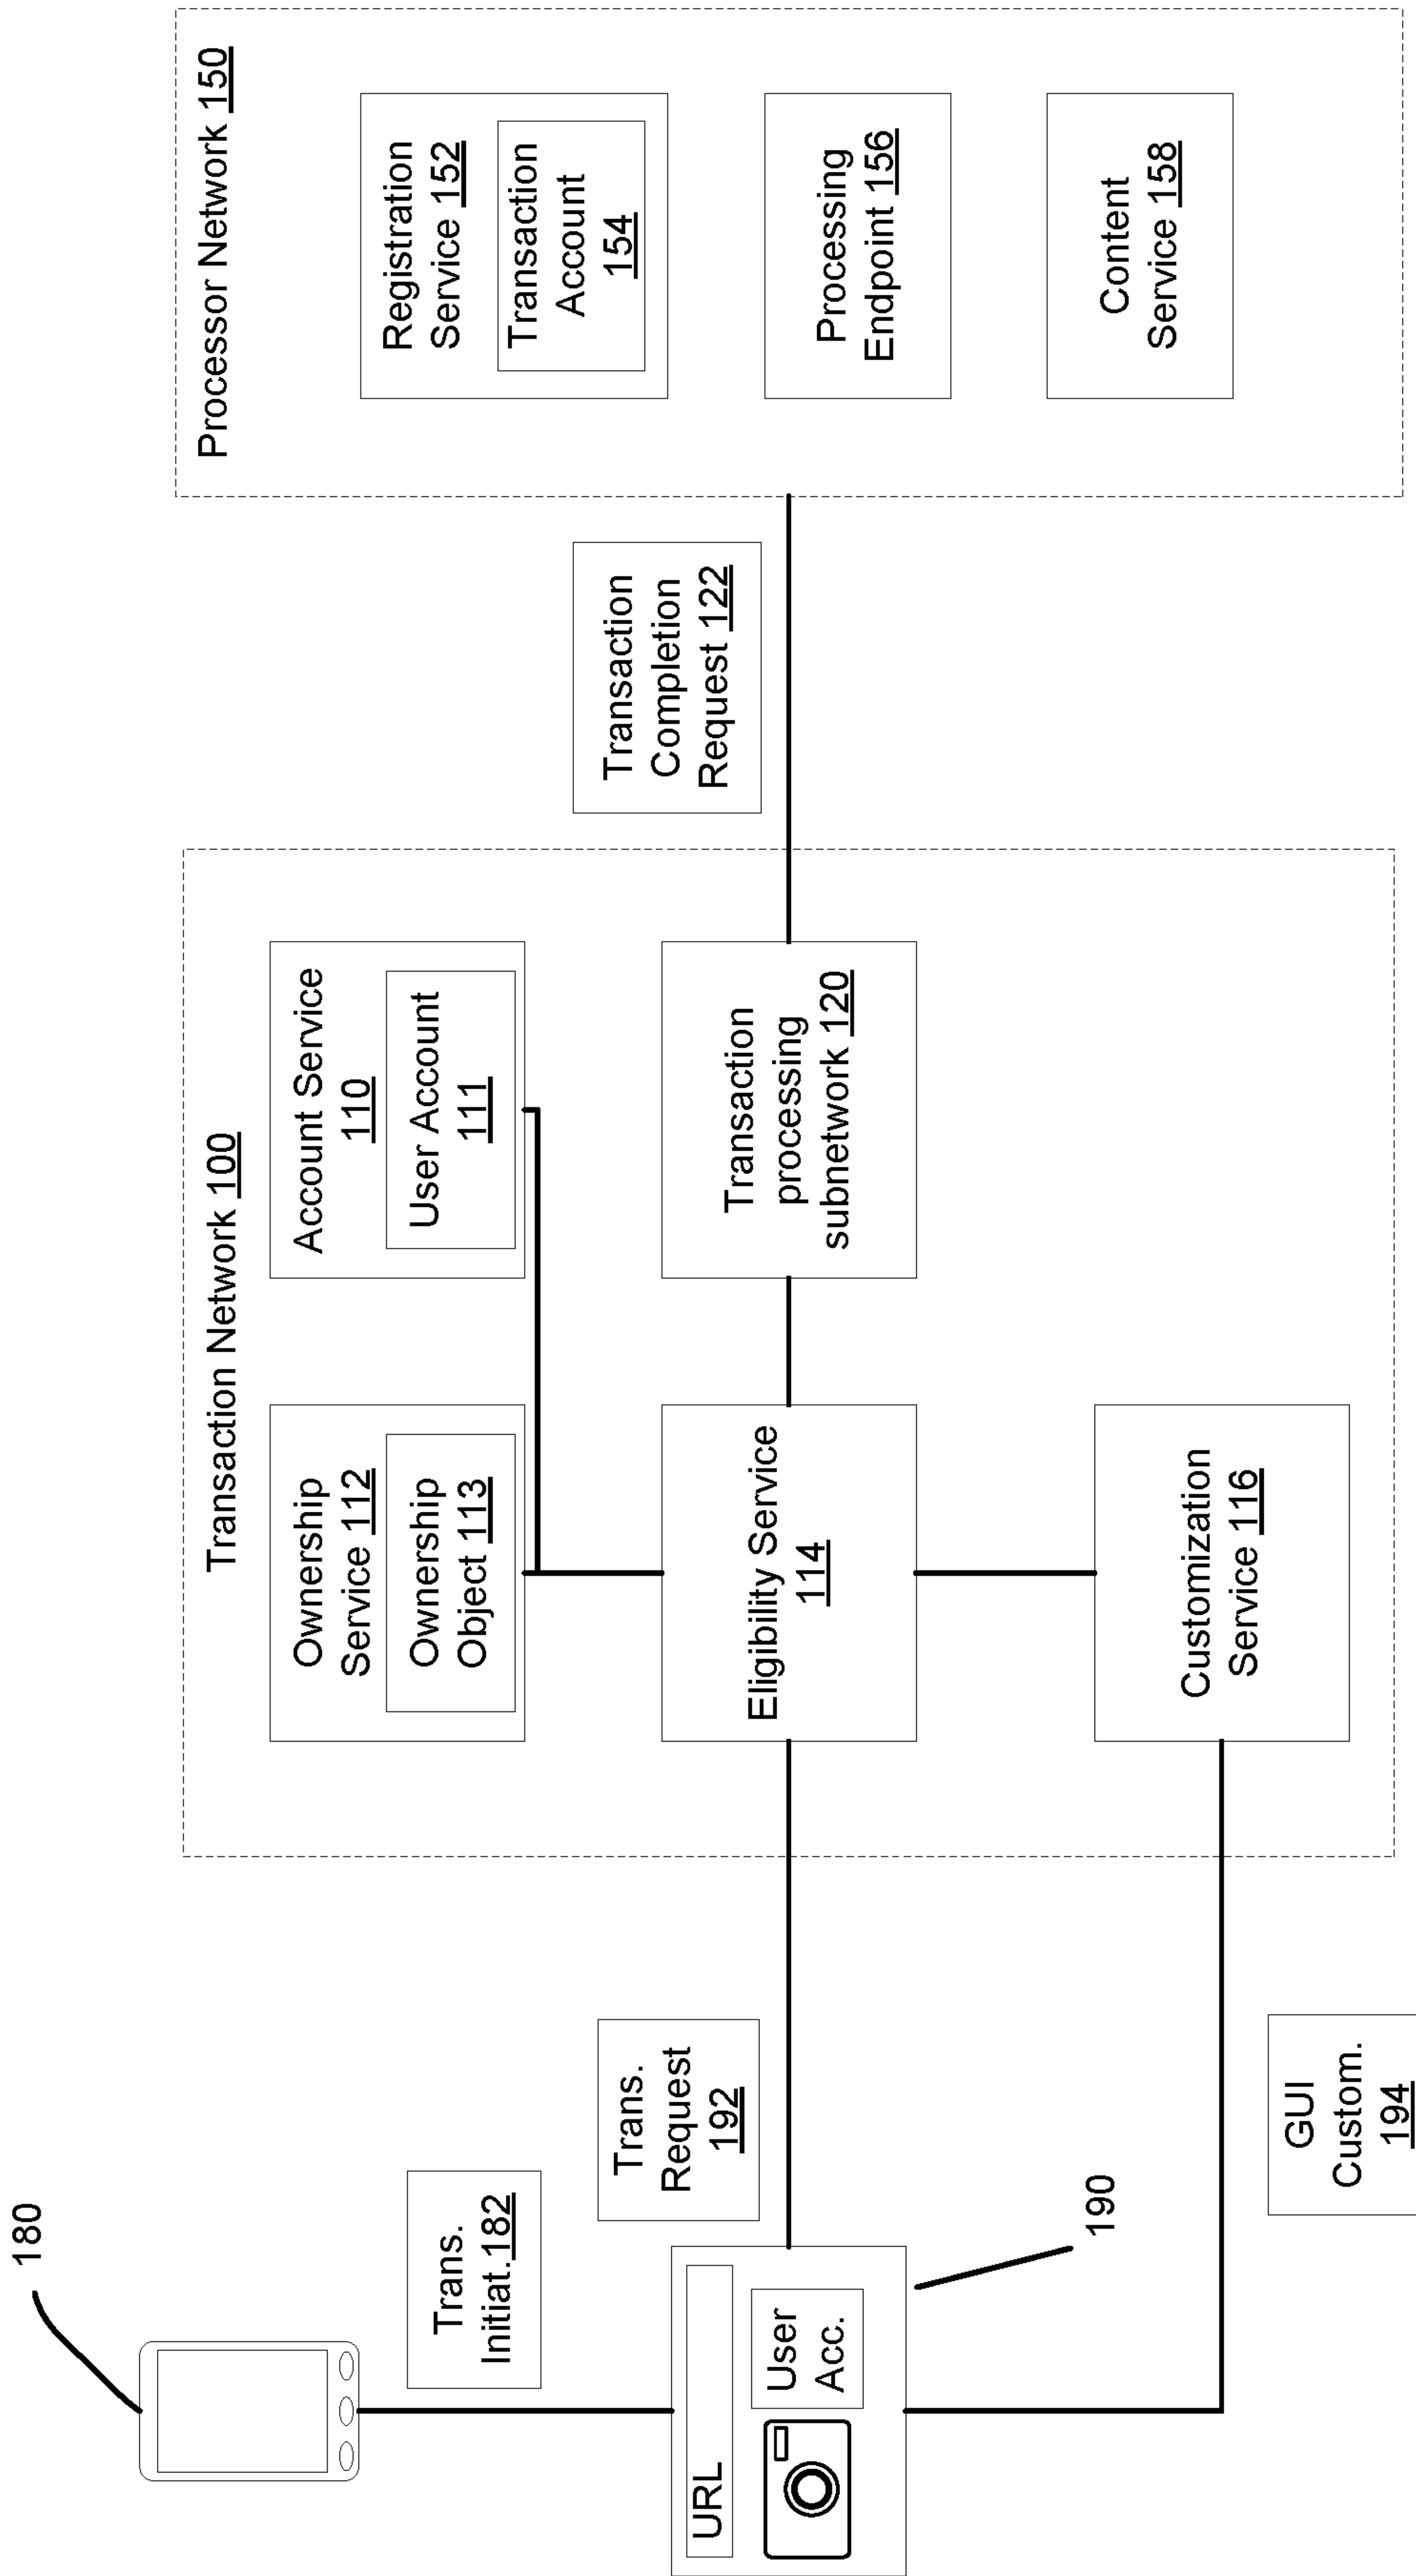 180
Trans.
Initiat.182
URL
User
Acc.
190
Trans.
Request
192
GUI
Custom.
194
Transaction Network 100
Ownership
Service 112
Ownership
Object 113
Account Service
110
User Account
111
Eligibility Service
114
Transaction
processing
subnetwork 120
Customization
Service 116
Transaction
Completion
Request 122
Processor Network 150
Registration
Service 152
Transaction
Account
154
Processing
Endpoint 156
Content
Service 158